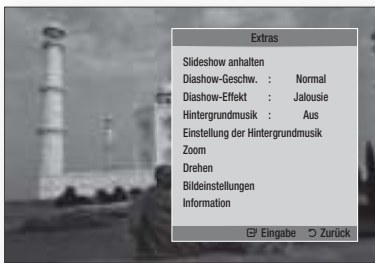 Extras
Slideshow anhalten
Diashow-Geschw. : Normal
Diashow-Effekt : Jalousie
Hintergrundmusik : Aus
Einstellung der Hintergrundmusik
Zoom
Drehen
Bildeinstellungen
Information
Eingabe Zurück